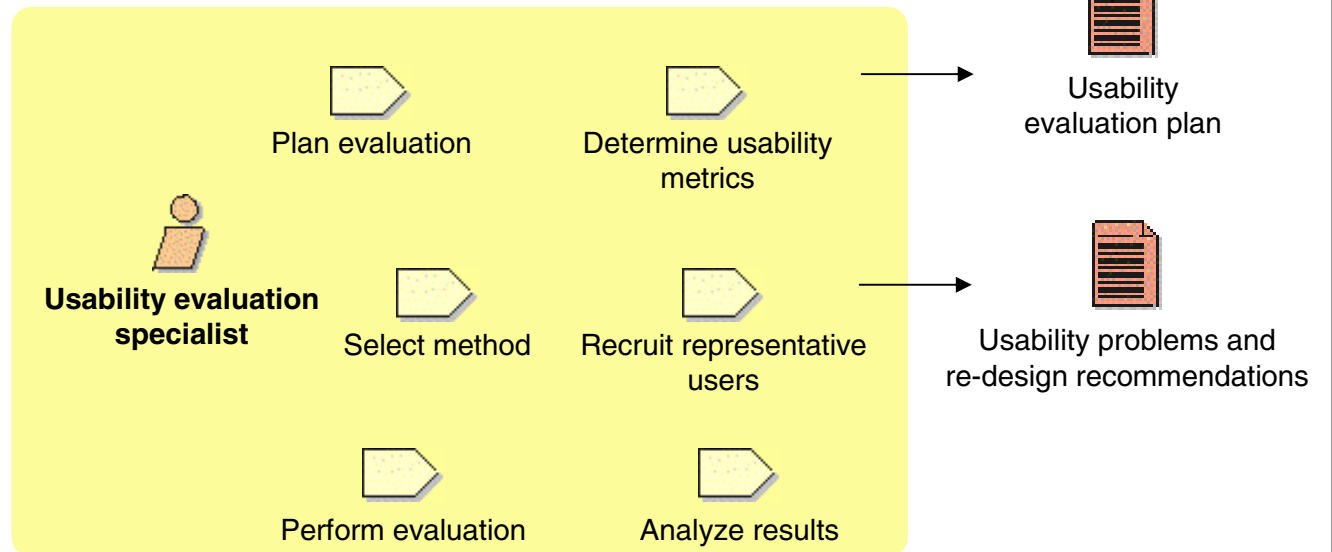 Plan evaluation
Determine usability
metrics
Usability
evaluation plan
Usability evaluation
specialist
Select method
Recruit representative
users
Usability problems and
re-design recommendations
Perform evaluation
Analyze results